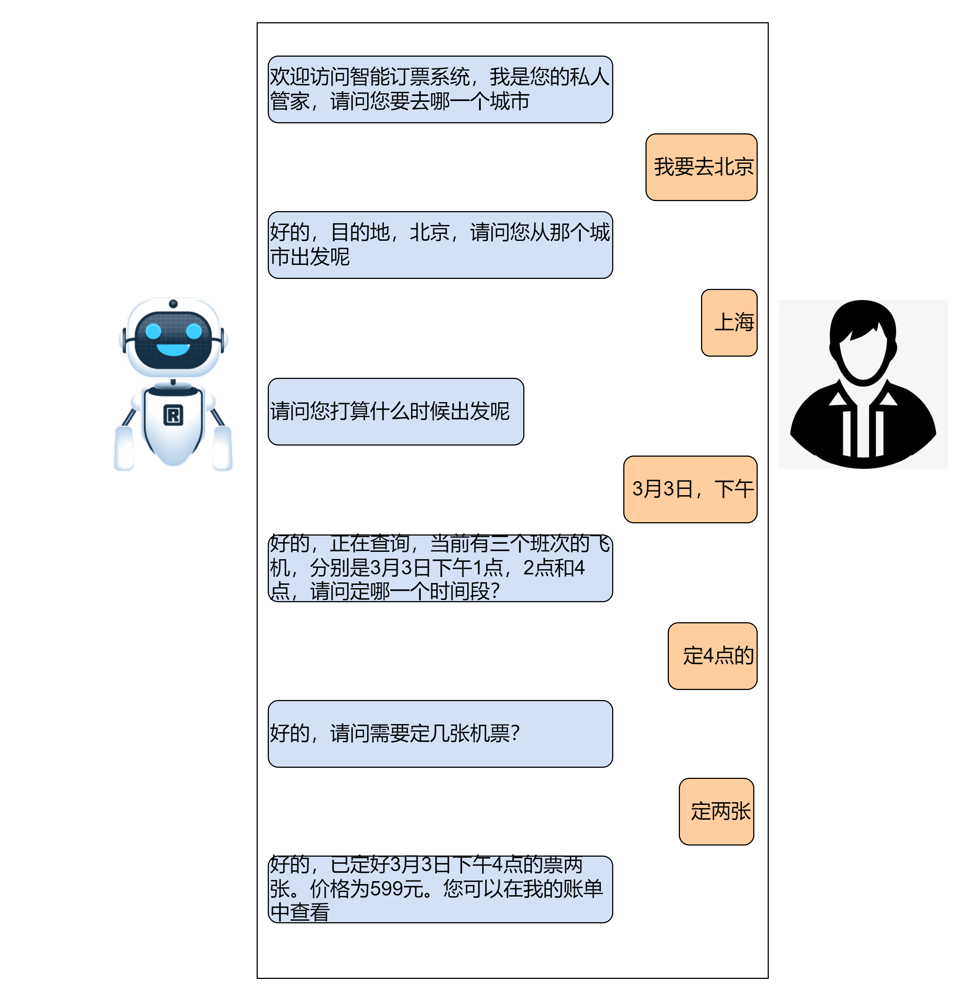 欢迎访问智能订票系统，我是您的私人
管家，请问您要去哪一个城市
我要去北京
好的，目的地，北京，请问您从那个城
市出发呢
上海
请问您打算什么时候出发呢
3月3日，下午
好的，正在查询，当前有三个班次的飞
机，分别是3月3日下午1点，2点和4
点，请问定哪一个时间段？
定4点的
好的，请问需要定几张机票？
定两张
好的，已定好3月3日下午4点的票两
张。价格为599元。您可以在我的账单
中查看
R